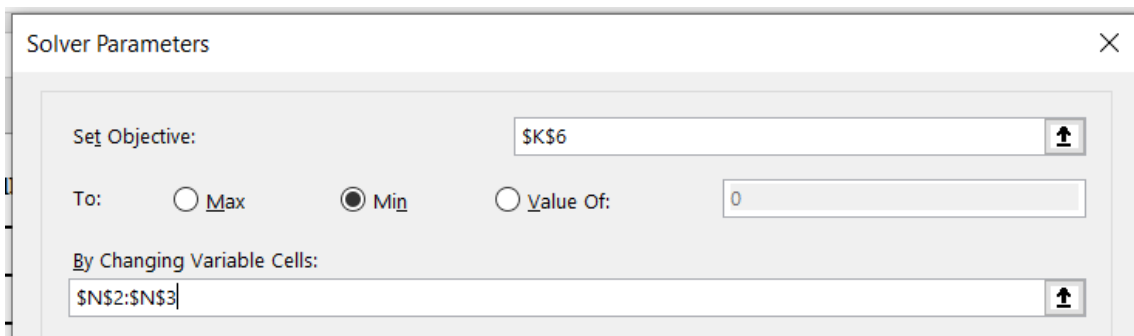 Solver Parameters
Set Objective: $K$6
To: Max Min Value Of: 0
By Changing Variable Cells:
$N$2:$N$3